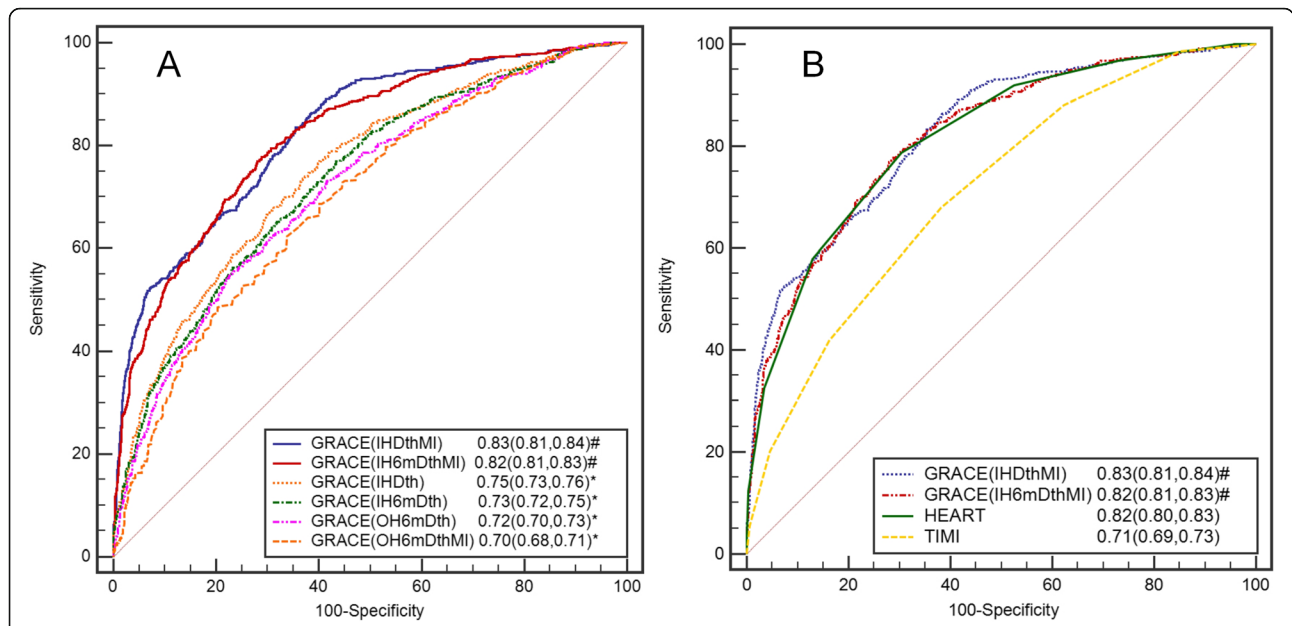 A
100
80
60
40
20
0
Sensitivity
GRACE(IHDthMI) 0.83(0.81,0.84)#
GRACE(IH6mDthMI) 0.82(0.81,0.83)#
GRACE(IHDth) 0.75(0.73,0.76)*
GRACE(IH6mDth) 0.73(0.72,0.75)*
GRACE(OH6mDth) 0.72(0.70,0.73)*
GRACE(OH6mDthMI) 0.70(0.68,0.71)*
0 20 40 60 80 100
100-Specificity
B
100
80
60
40
20
0
Sensitivity
GRACE(IHDthMI) 0.83(0.81,0.84)#
GRACE(IH6mDthMI) 0.82(0.81,0.83)#
HEART 0.82(0.80,0.83)
TIMI 0.71(0.69,0.73)
0 20 40 60 80 100
100-Specificity